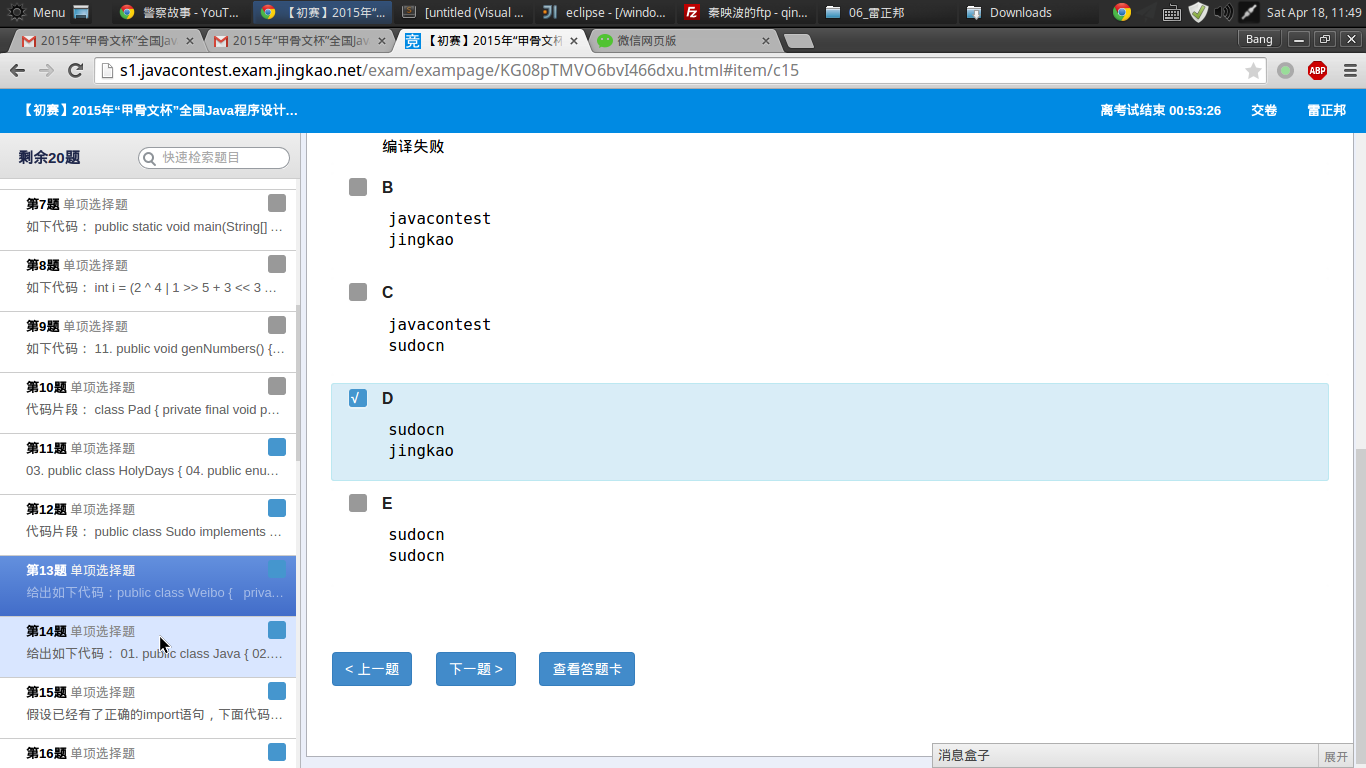 Menu
警察故事 - YouT...
【初赛】2015年“...
[untitled (Visual ...
eclipse - [/windo...
秦映波的ftp - qin...
06_雷正邦
Downloads
Sat Apr 18, 11:49
2015年“甲骨文杯”全国Jav
2015年“甲骨文杯”全国Jav
【初赛】2015年“甲骨文杯
微信网页版
Bang
s1.javacontest.exam.jingkao.net/exam/exampage/KG08pTMVO6bvI466dxu.html#item/c15
ABP
【初赛】2015年“甲骨文杯”全国Java程序设计...
离考试结束 00:53:26
交卷
雷正邦
剩余20题
快速检索题目
第7题 单项选择题
如下代码： public static void main(String[] ...
第8题 单项选择题
如下代码： int i = (2 ^ 4 | 1 >> 5 + 3 << 3 ...
第9题 单项选择题
如下代码： 11. public void genNumbers() {...
第10题 单项选择题
代码片段： class Pad { private final void p...
第11题 单项选择题
03. public class HolyDays { 04. public enu...
第12题 单项选择题
代码片段： public class Sudo implements ...
第13题 单项选择题
给出如下代码：public class Weibo { priva...
第14题 单项选择题
给出如下代码： 01. public class Java { 02....
第15题 单项选择题
假设已经有了正确的import语句，下面代码...
第16题 单项选择题
编译失败
B
javacontest
jingkao
C
javacontest
sudocn
√ D
sudocn
jingkao
E
sudocn
sudocn
< 上一题
下一题 >
查看答题卡
消息盒子
展开